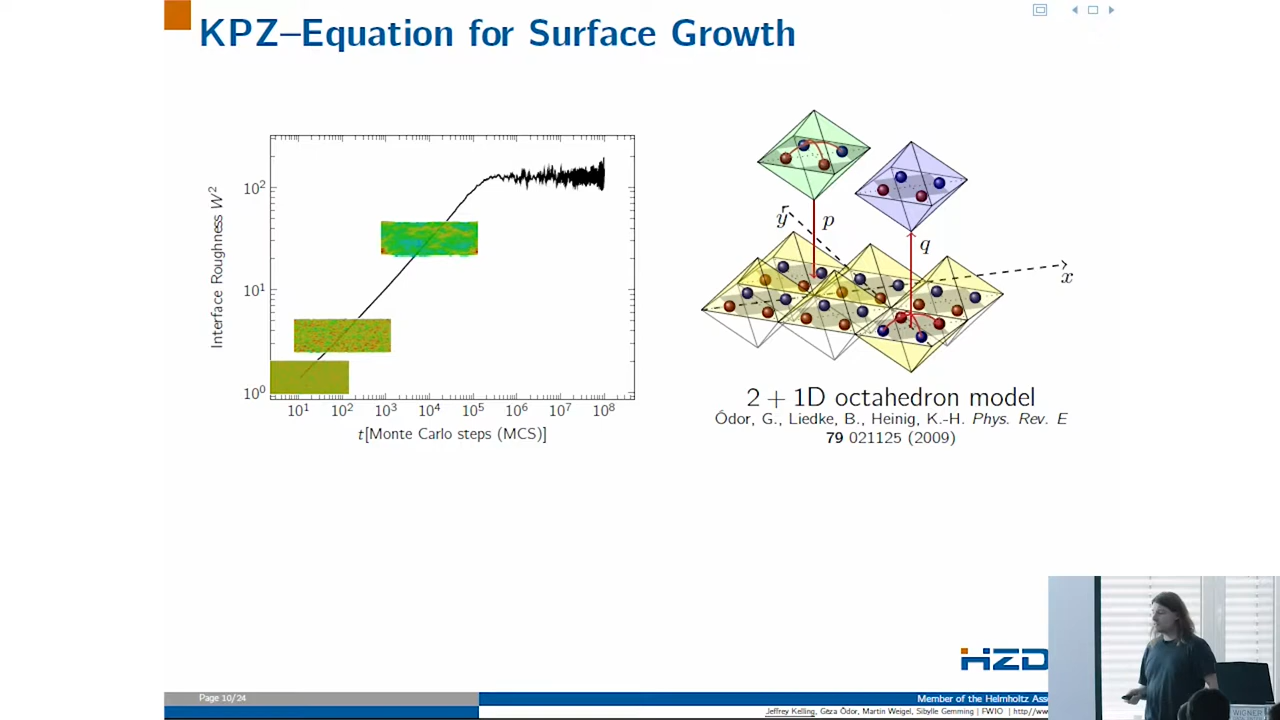 KPZ–Equation for Surface Growth
Interface Roughness W²
10²
10¹
10⁰
10¹ 10² 10³ 10⁴ 10⁵ 10⁶ 10⁷ 10⁸
t[Monte Carlo steps (MCS)]
p
q
y
x
2 + 1D octahedron model
Ódor, G., Liedke, B., Heinig, K.-H. Phys. Rev. E
79 021125 (2009)
HZD
Page 10/24
Member of the Helmholtz Ass
Jeffrey Kelling, Géza Ódor, Martin Weigel, Sibylle Gemming | FWIO | http://ww
WIGNER